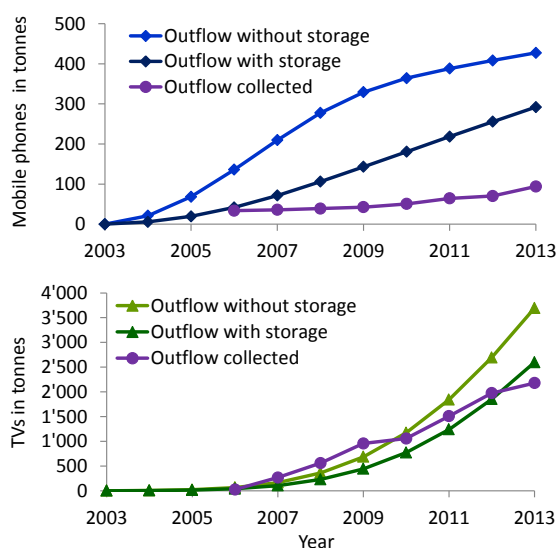 500
400
300
200
100
0
Mobile phones in tonnes
Outflow without storage
Outflow with storage
Outflow collected
2003 2005 2007 2009 2011 2013
4'000
3'500
3'000
2'500
2'000
1'500
1'000
500
0
TVs in tonnes
Outflow without storage
Outflow with storage
Outflow collected
2003 2005 2007 2009 2011 2013
Year